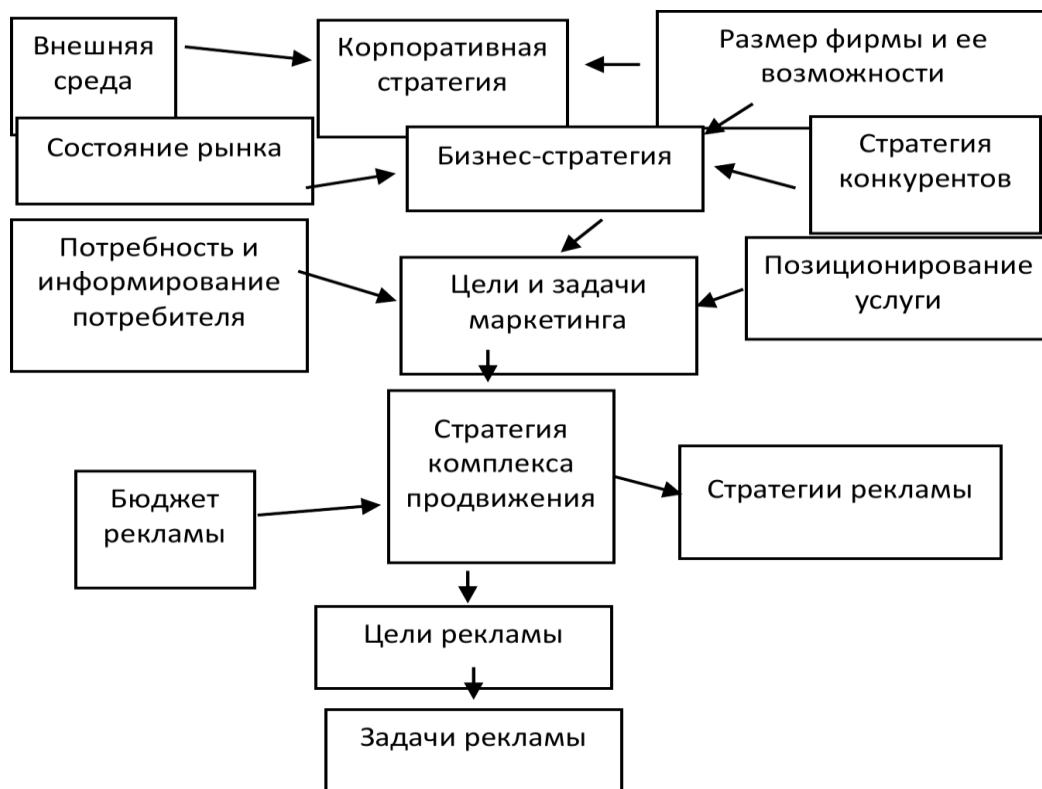 Внешняя
среда
Корпоративная
стратегия
Размер фирмы и ее
возможности
Состояние рынка
Бизнес-стратегия
Стратегия
конкурентов
Потребность и
информирование
потребителя
Цели и задачи
маркетинга
Позиционирование
услуги
Стратегия
комплекса
продвижения
Бюджет
рекламы
Стратегии рекламы
Цели рекламы
Задачи рекламы